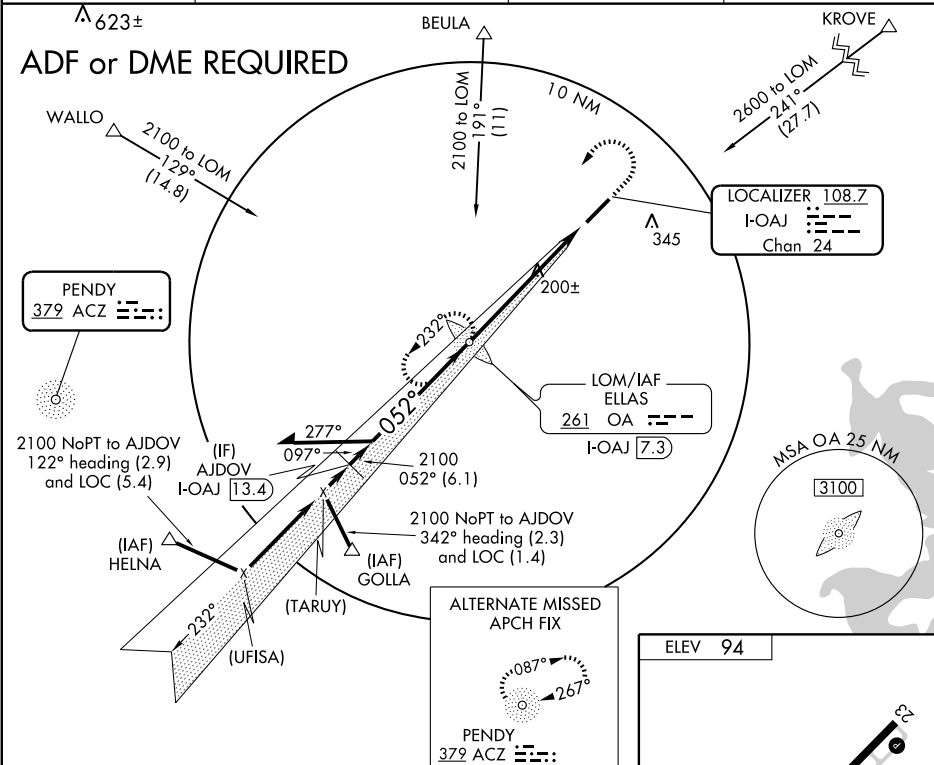 623±
ADF or DME REQUIRED
BEULA
KROVE
WALLO
2100 to LOM
129°
(14.8)
2100 to LOM
191°
(11)
10 NM
2600 to LOM
241°
(27.7)
LOCALIZER 108.7
I-OAJ
Chan 24
345
200±
PENDY
379 ACZ
232°
052°
LOM/IAF
ELLAS
261 OA
I-OAJ 7.3
277°
097°
2100
052° (6.1)
(IF)
AJDOV
I-OAJ 13.4
2100 NoPT to AJDOV
122° heading (2.9)
and LOC (5.4)
2100 NoPT to AJDOV
342° heading (2.3)
and LOC (1.4)
(IAF)
HELNA
(IAF)
GOLLA
(TARUY)
(UFISA)
232°
MSA OA 25 NM
3100
ALTERNATE MISSED
APCH FIX
087°
267°
PENDY
379 ACZ
ELEV 94
23
P